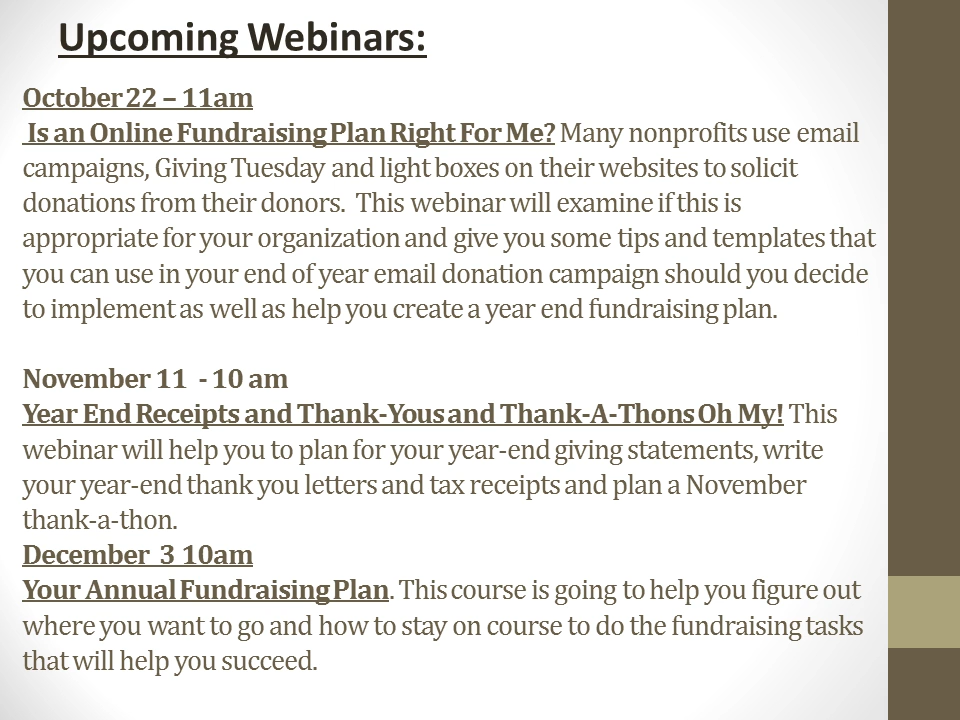 Upcoming Webinars:
October 22 – 11am
Is an Online Fundraising Plan Right For Me? Many nonprofits use email
campaigns, Giving Tuesday and light boxes on their websites to solicit
donations from their donors.  This webinar will examine if this is
appropriate for your organization and give you some tips and templates that
you can use in your end of year email donation campaign should you decide
to implement as well as help you create a year end fundraising plan.
November 11  - 10 am
Year End Receipts and Thank-Yous and Thank-A-Thons Oh My! This
webinar will help you to plan for your year-end giving statements, write
your year-end thank you letters and tax receipts and plan a November
thank-a-thon.
December  3 10am
Your Annual Fundraising Plan. This course is going to help you figure out
where you want to go and how to stay on course to do the fundraising tasks
that will help you succeed.